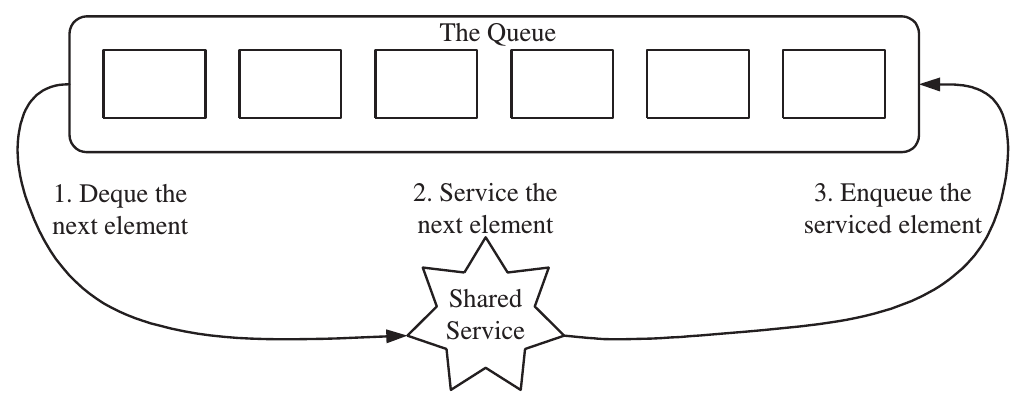 The Queue
1. Deque the
next element
2. Service the
next element
3. Enqueue the
serviced element
Shared
Service